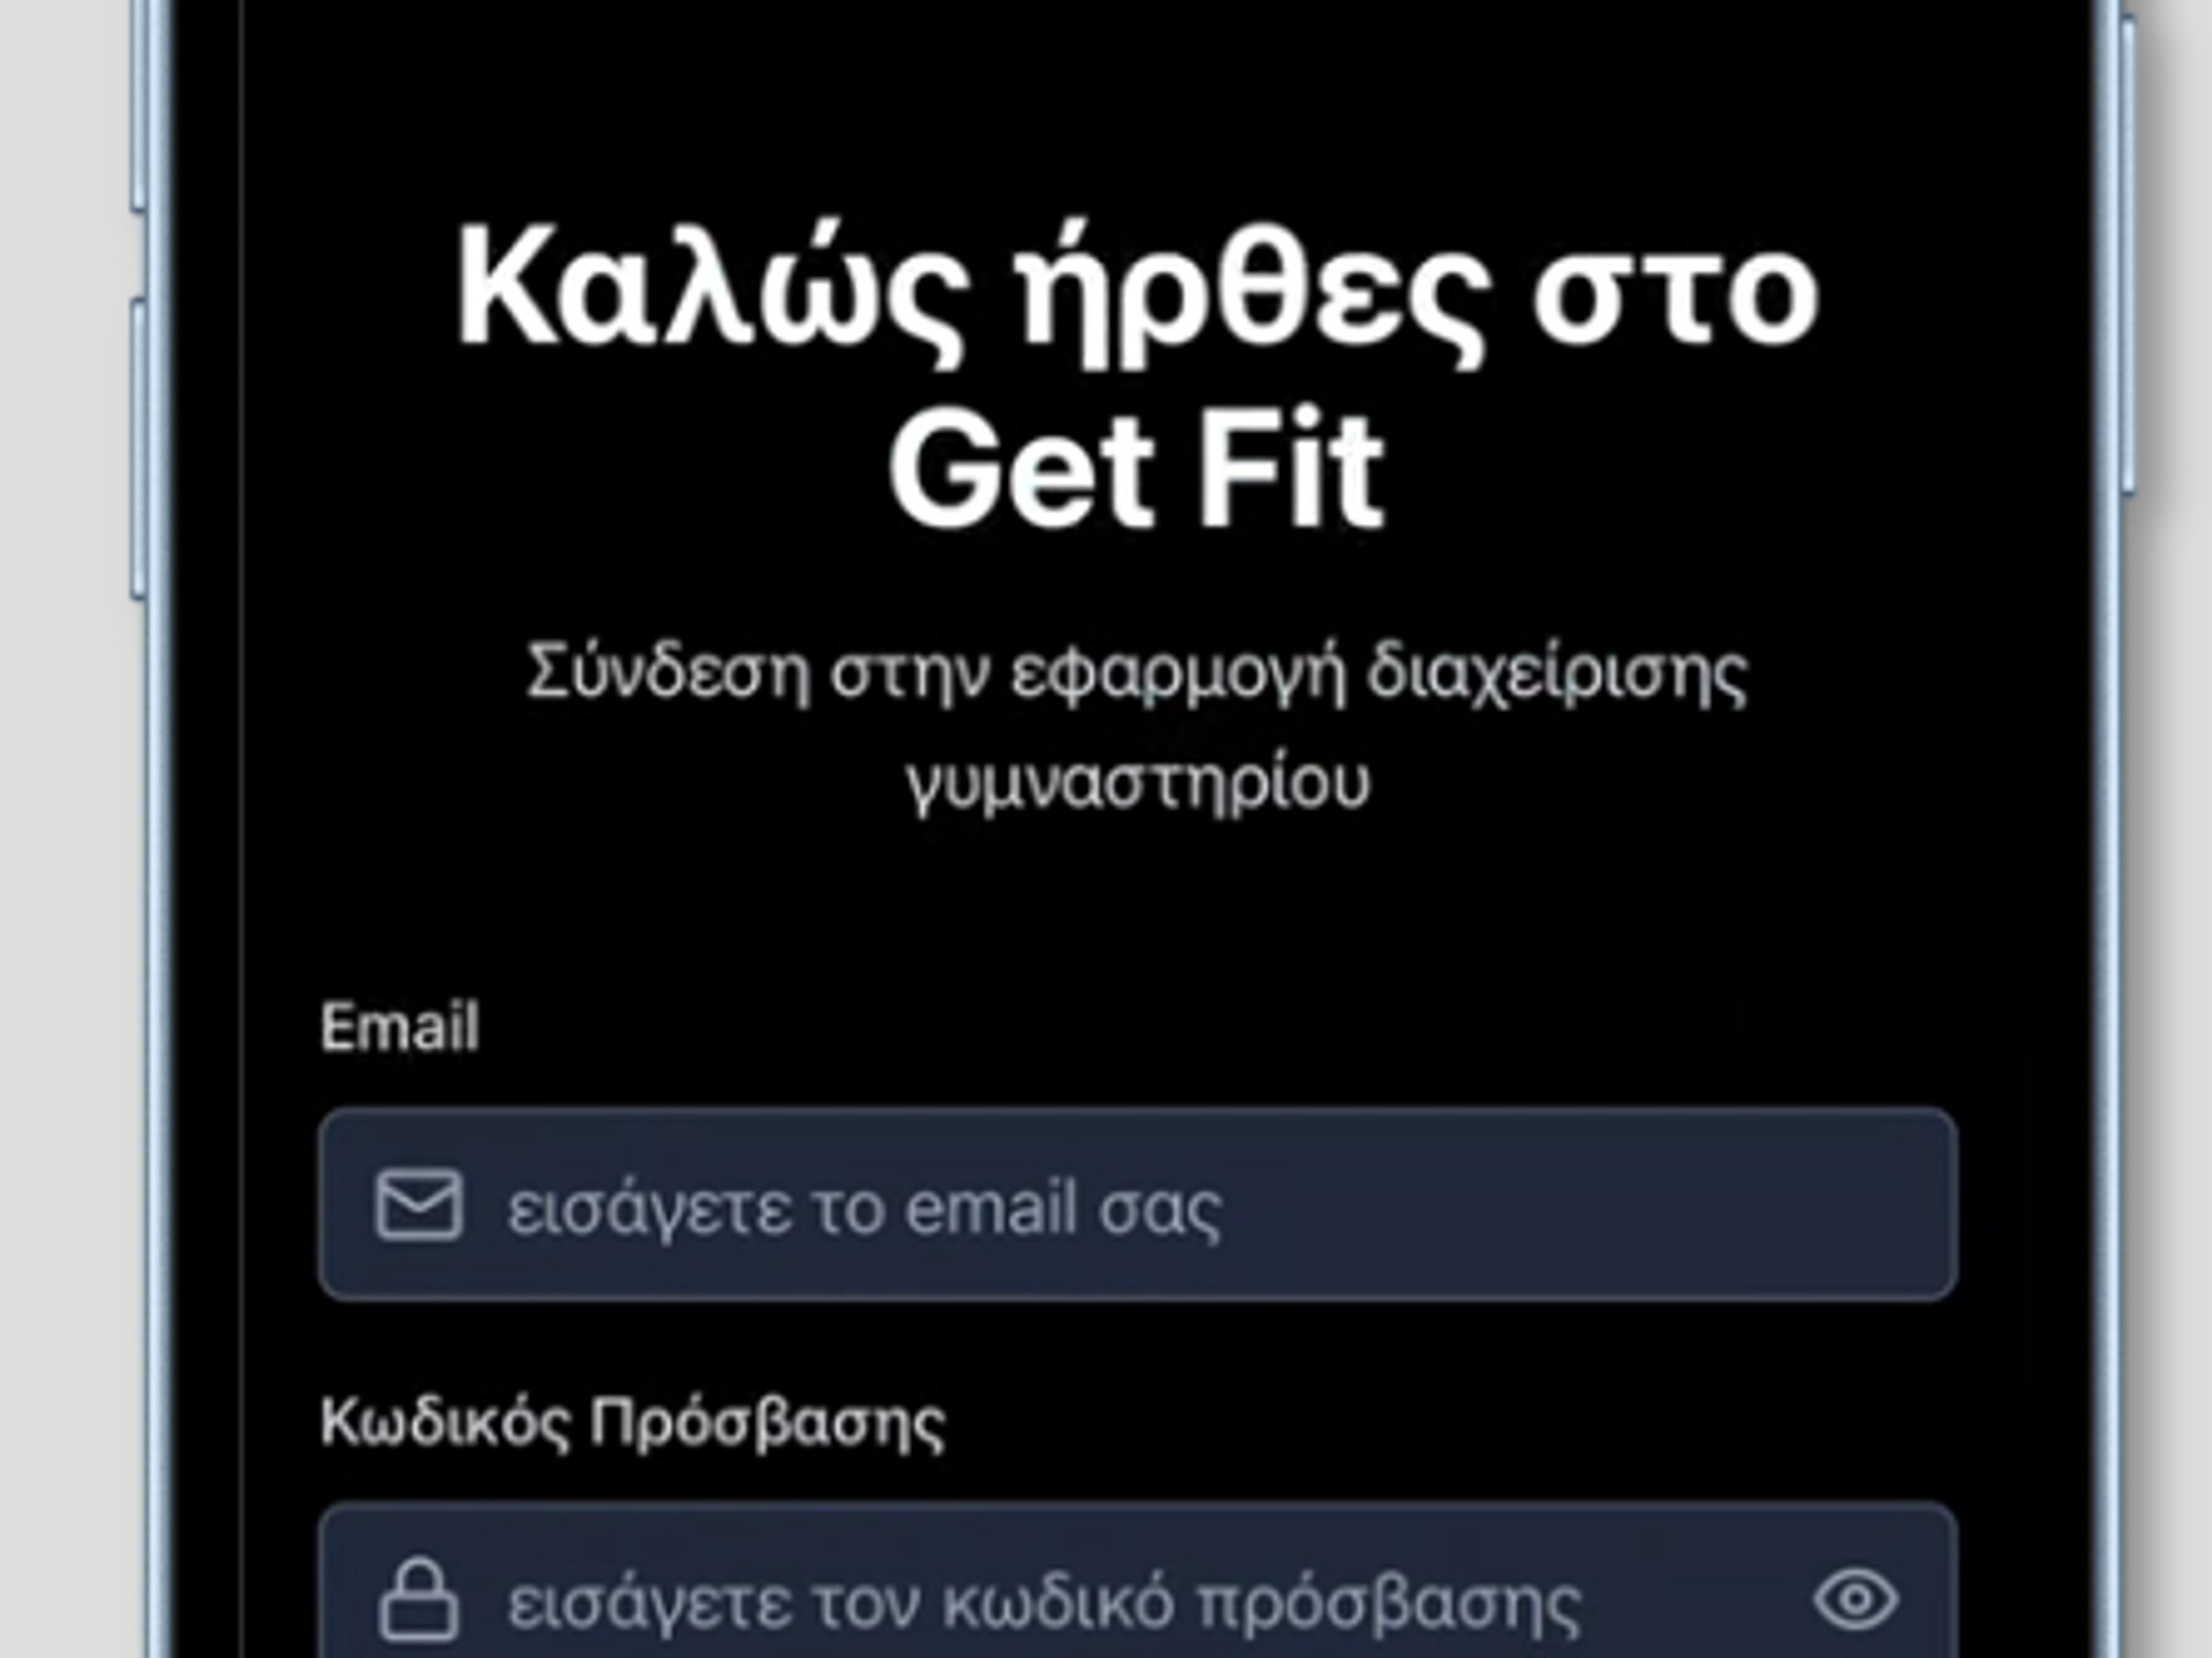 Καλώς ήρθες στο
Get Fit
Σύνδεση στην εφαρμογή διαχείρισης
γυμναστηρίου
Email
εισάγετε το email σας
Κωδικός Πρόσβασης
εισάγετε τον κωδικό πρόσβασης